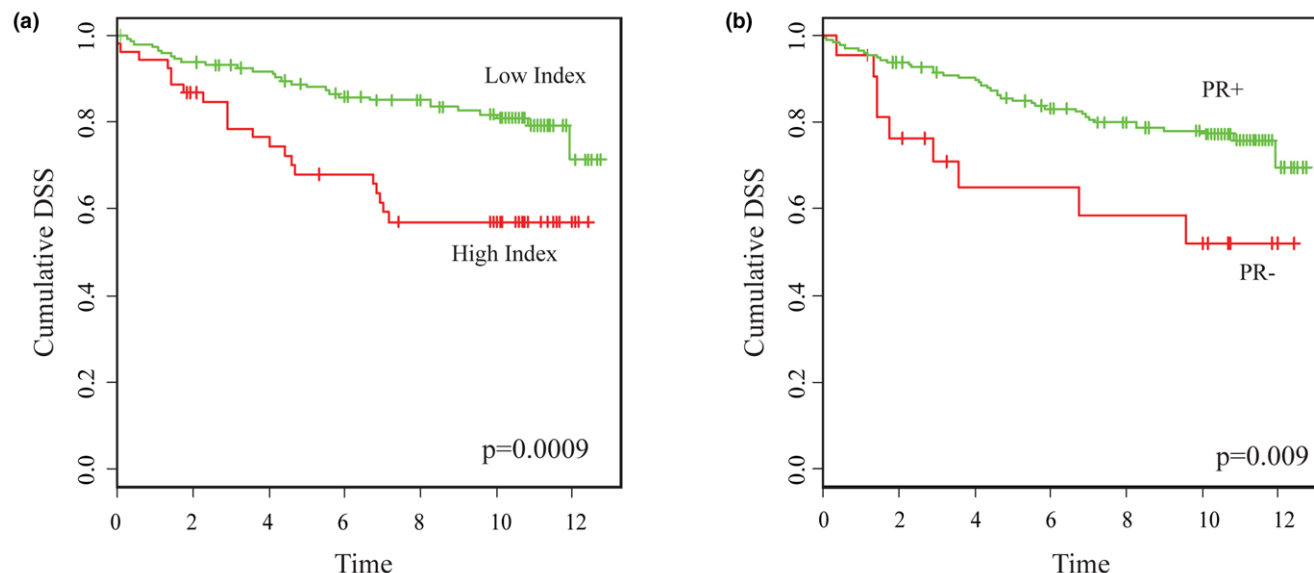 (a)
Cumulative DSS
1.0
0.8
0.6
0.4
0.2
0.0
Low Index
High Index
p=0.0009
0 2 4 6 8 10 12
Time
(b)
Cumulative DSS
1.0
0.8
0.6
0.4
0.2
0.0
PR+
PR-
p=0.009
0 2 4 6 8 10 12
Time